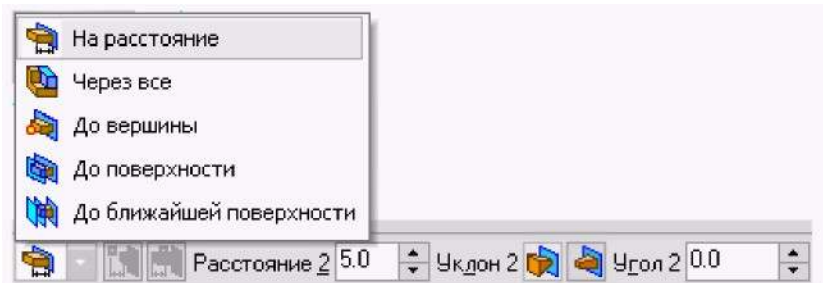 На расстояние
Через все
До вершины
До поверхности
До ближайшей поверхности
Расстояние 2 5.0 Уклон 2 Угол 2 0.0